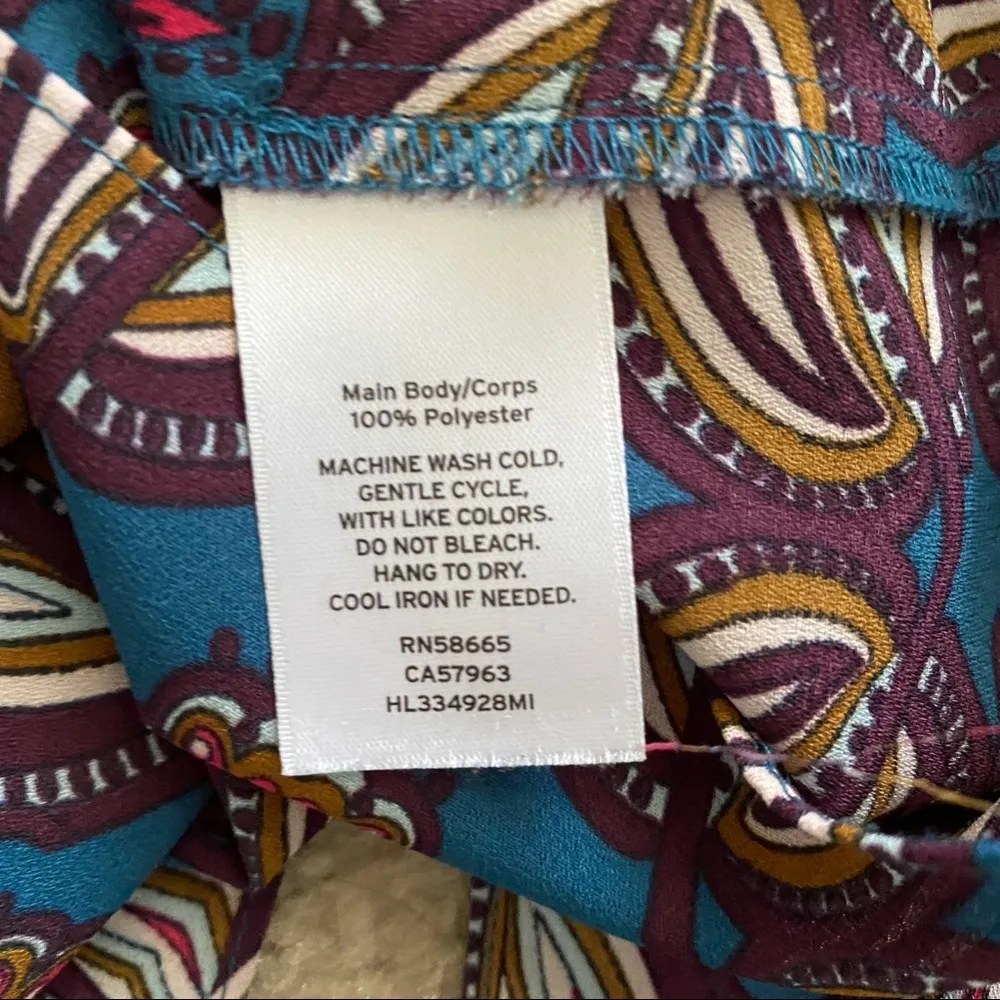 Main Body/Corps
100% Polyester
MACHINE WASH COLD,
GENTLE CYCLE,
WITH LIKE COLORS.
DO NOT BLEACH.
HANG TO DRY.
COOL IRON IF NEEDED.
RN58665
CA57963
HL334928MI